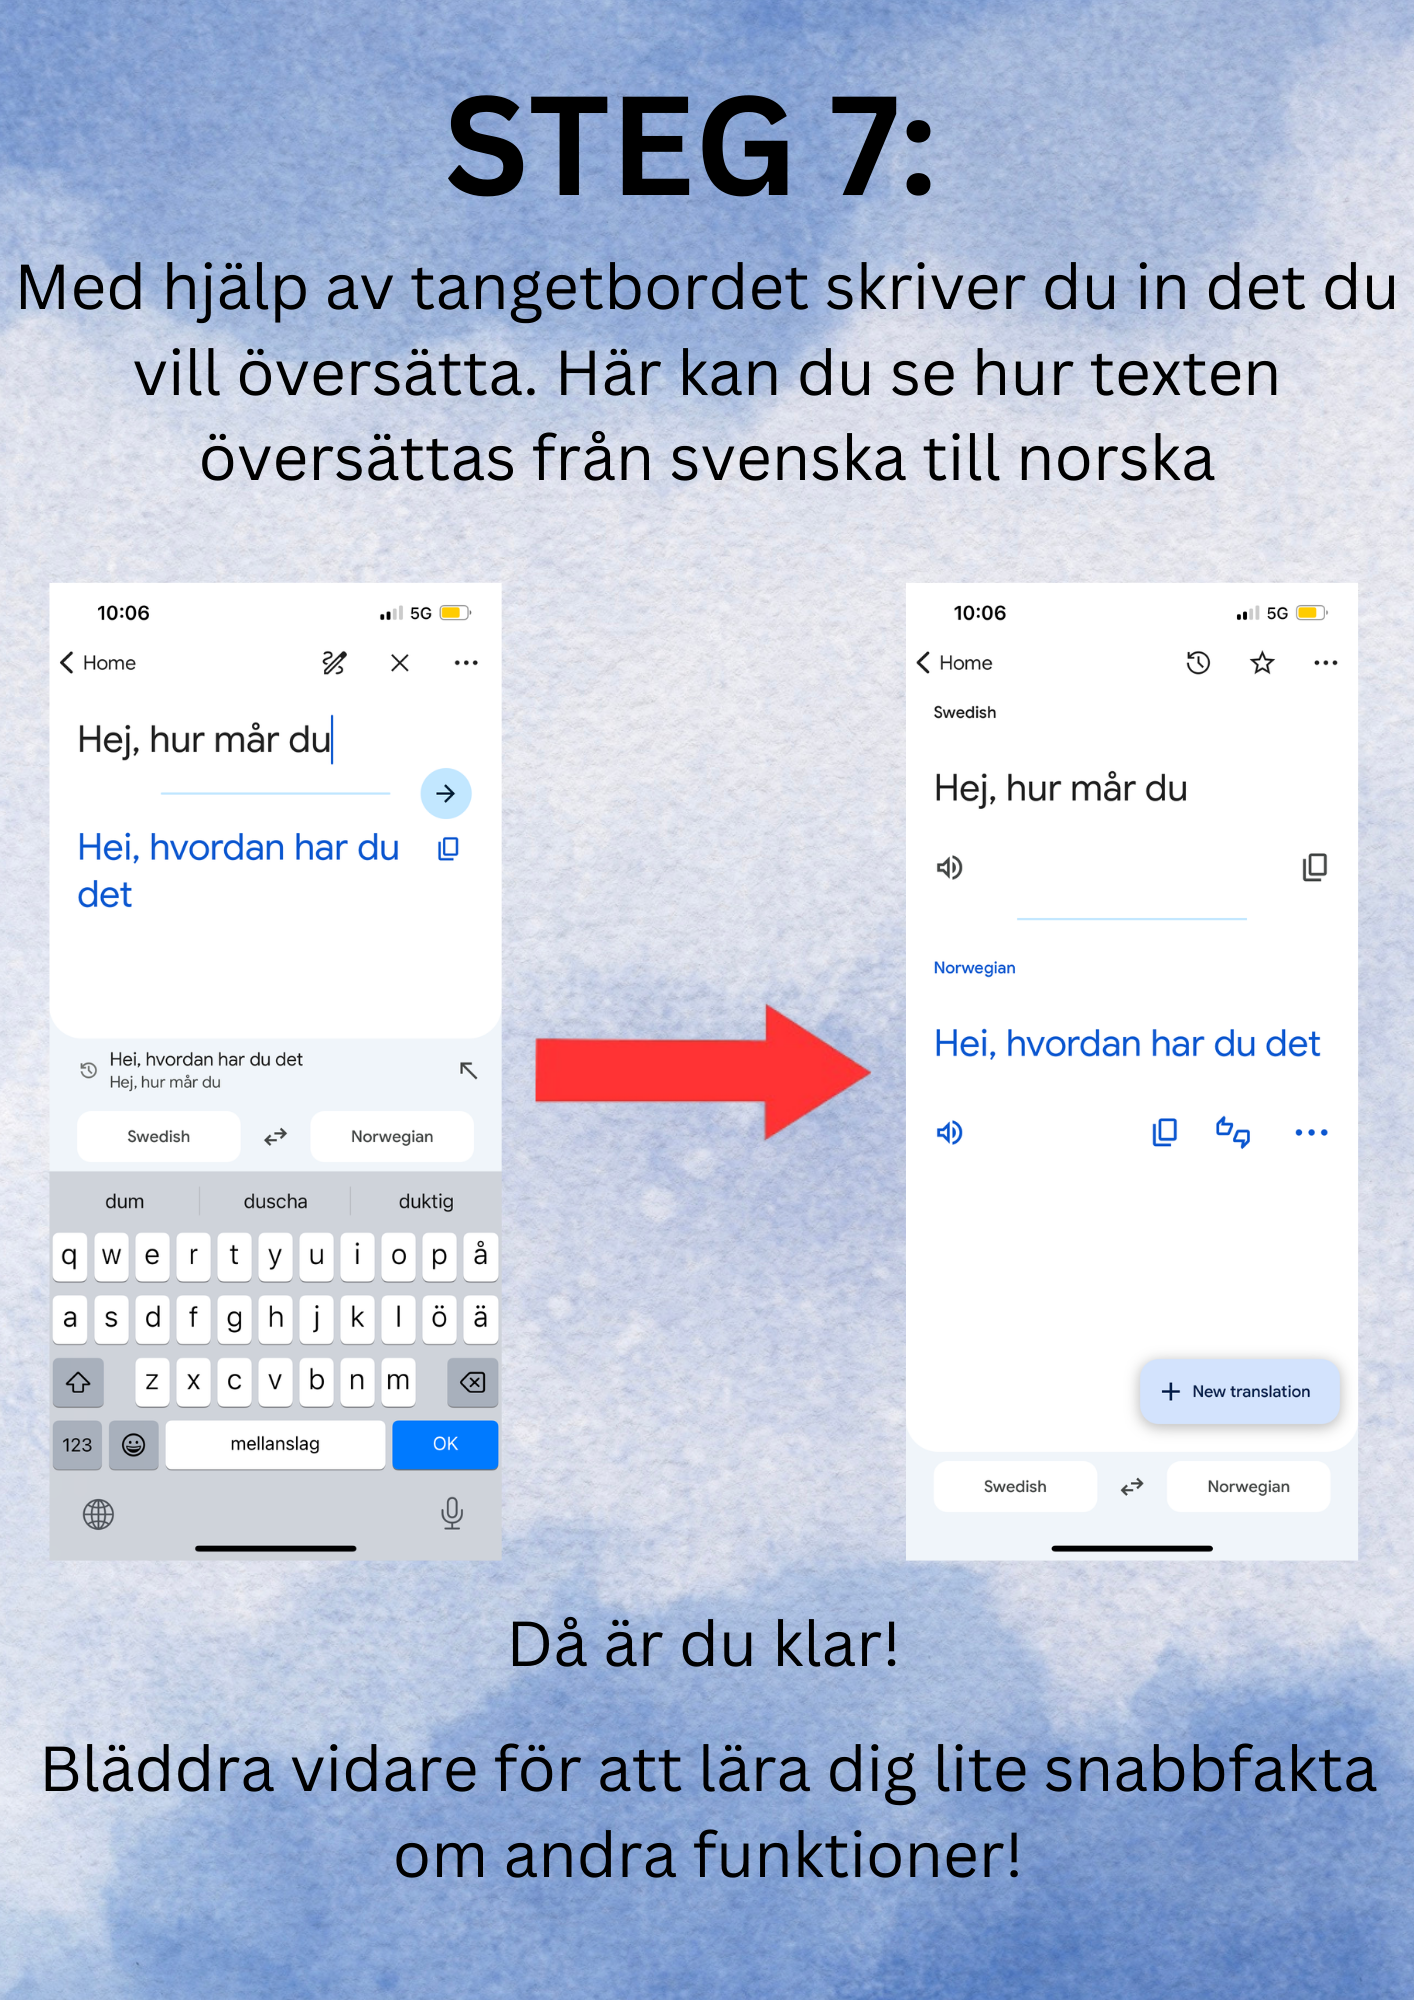 STEG 7:
Med hjälp av tangetbordet skriver du in det du
vill översätta. Här kan du se hur texten
översättas från svenska till norska
10:06
5G
Home
Hej, hur mår du
Hei, hvordan har du
det
Hei, hvordan har du det
Hej, hur mår du
Swedish
Norwegian
dum
duscha
duktig
q w e r t y u i o p å
a s d f g h j k l ö ä
z x c v b n m
123
mellanslag
OK
10:06
5G
Home
Swedish
Hej, hur mår du
Norwegian
Hei, hvordan har du det
New translation
Swedish
Norwegian
Då är du klar!
Bläddra vidare för att lära dig lite snabbfakta
om andra funktioner!